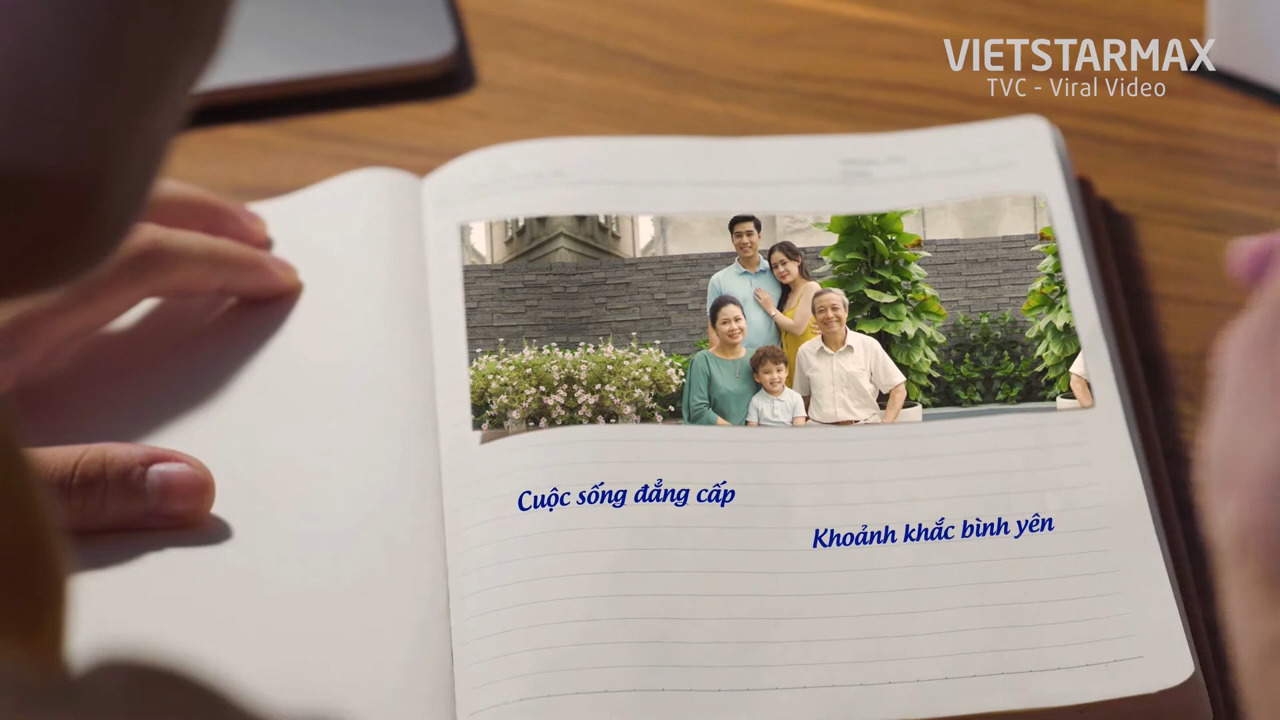 VIETSTARMAX
TVC - Viral Video
Cuộc sống đẳng cấp
Khoảnh khắc bình yên